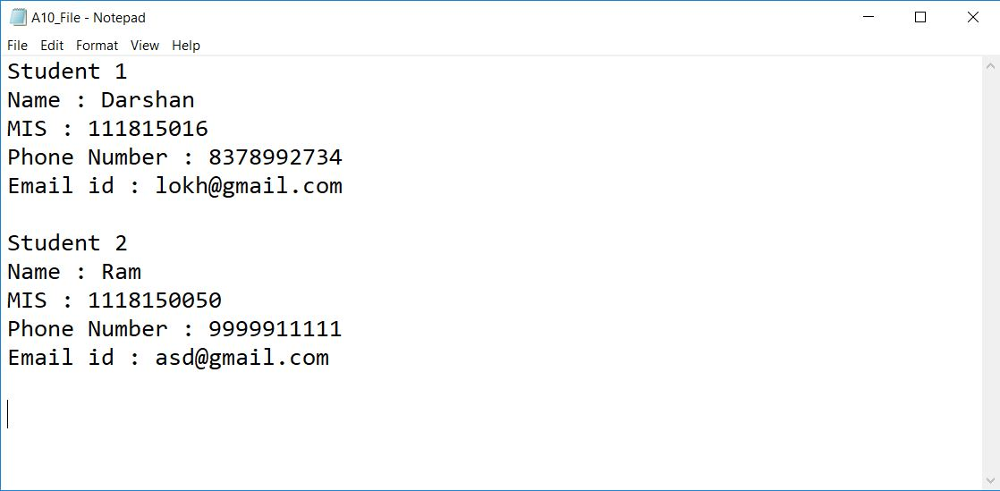 A10_File - Notepad
File Edit Format View Help
Student 1
Name : Darshan
MIS : 111815016
Phone Number : 8378992734
Email id : lokh@gmail.com
Student 2
Name : Ram
MIS : 1118150050
Phone Number : 9999911111
Email id : asd@gmail.com